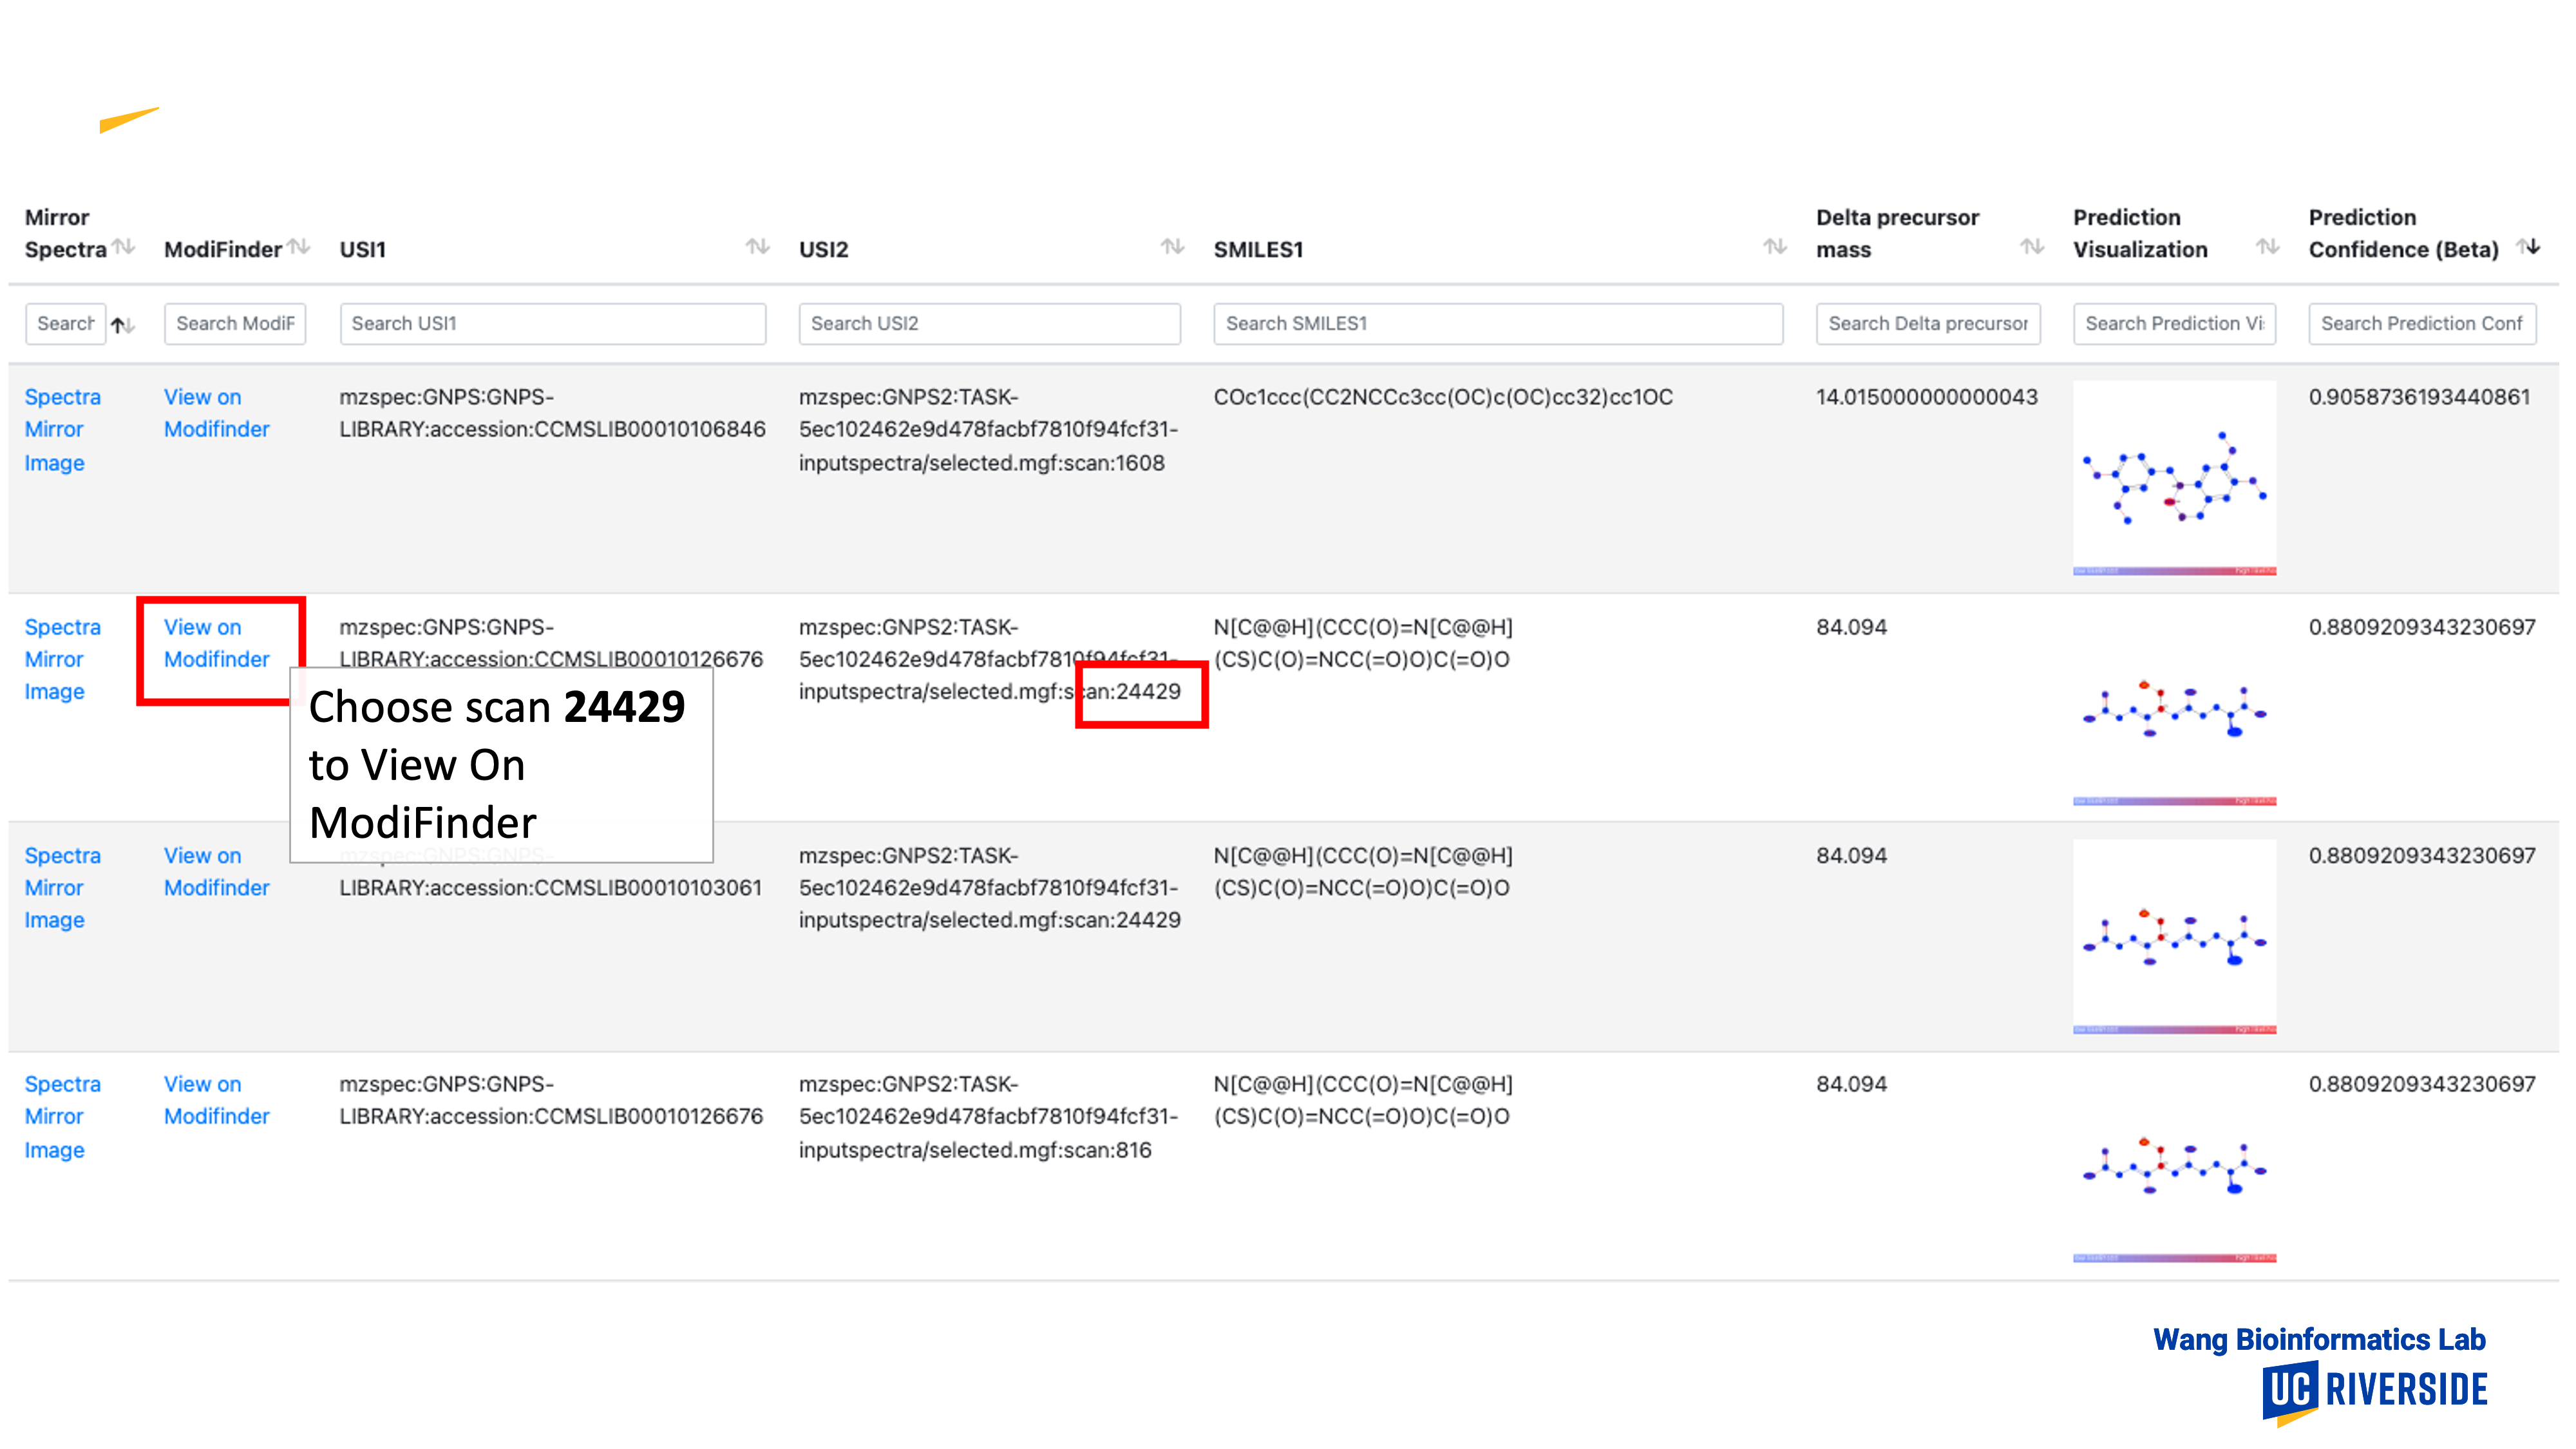 Mirror
Spectra
ModiFinder
USI1
USI2
SMILES1
Delta precursor
mass
Prediction
Visualization
Prediction
Confidence (Beta)
Search
Search ModiF
Search USI1
Search USI2
Search SMILES1
Search Delta precursor
Search Prediction Vi
Search Prediction Conf
Spectra
Mirror
Image
View on
Modifinder
mzspec:GNPS:GNPS-
LIBRARY:accession:CCMSLIB00010106846
mzspec:GNPS2:TASK-
5ec102462e9d478facbf7810f94fcf31-
inputspectra/selected.mgf:scan:1608
COc1ccc(CC2NCCc3cc(OC)c(OC)cc32)cc1OC
14.015000000000043
0.9058736193440861
Spectra
Mirror
Image
View on
Modifinder
mzspec:GNPS:GNPS-
LIBRARY:accession:CCMSLIB00010126676
mzspec:GNPS2:TASK-
5ec102462e9d478facbf7810f94fcf31-
inputspectra/selected.mgf:scan:24429
N[C@@H](CCC(O)=N[C@@H]
(CS)C(O)=NCC(=O)O)C(=O)O
84.094
0.8809209343230697
Choose scan 24429
to View On
ModiFinder
Spectra
Mirror
Image
View on
Modifinder
mzspec:GNPS:GNPS-
LIBRARY:accession:CCMSLIB00010103061
mzspec:GNPS2:TASK-
5ec102462e9d478facbf7810f94fcf31-
inputspectra/selected.mgf:scan:24429
N[C@@H](CCC(O)=N[C@@H]
(CS)C(O)=NCC(=O)O)C(=O)O
84.094
0.8809209343230697
Spectra
Mirror
Image
View on
Modifinder
mzspec:GNPS:GNPS-
LIBRARY:accession:CCMSLIB00010126676
mzspec:GNPS2:TASK-
5ec102462e9d478facbf7810f94fcf31-
inputspectra/selected.mgf:scan:816
N[C@@H](CCC(O)=N[C@@H]
(CS)C(O)=NCC(=O)O)C(=O)O
84.094
0.8809209343230697
Wang Bioinformatics Lab
UC RIVERSIDE